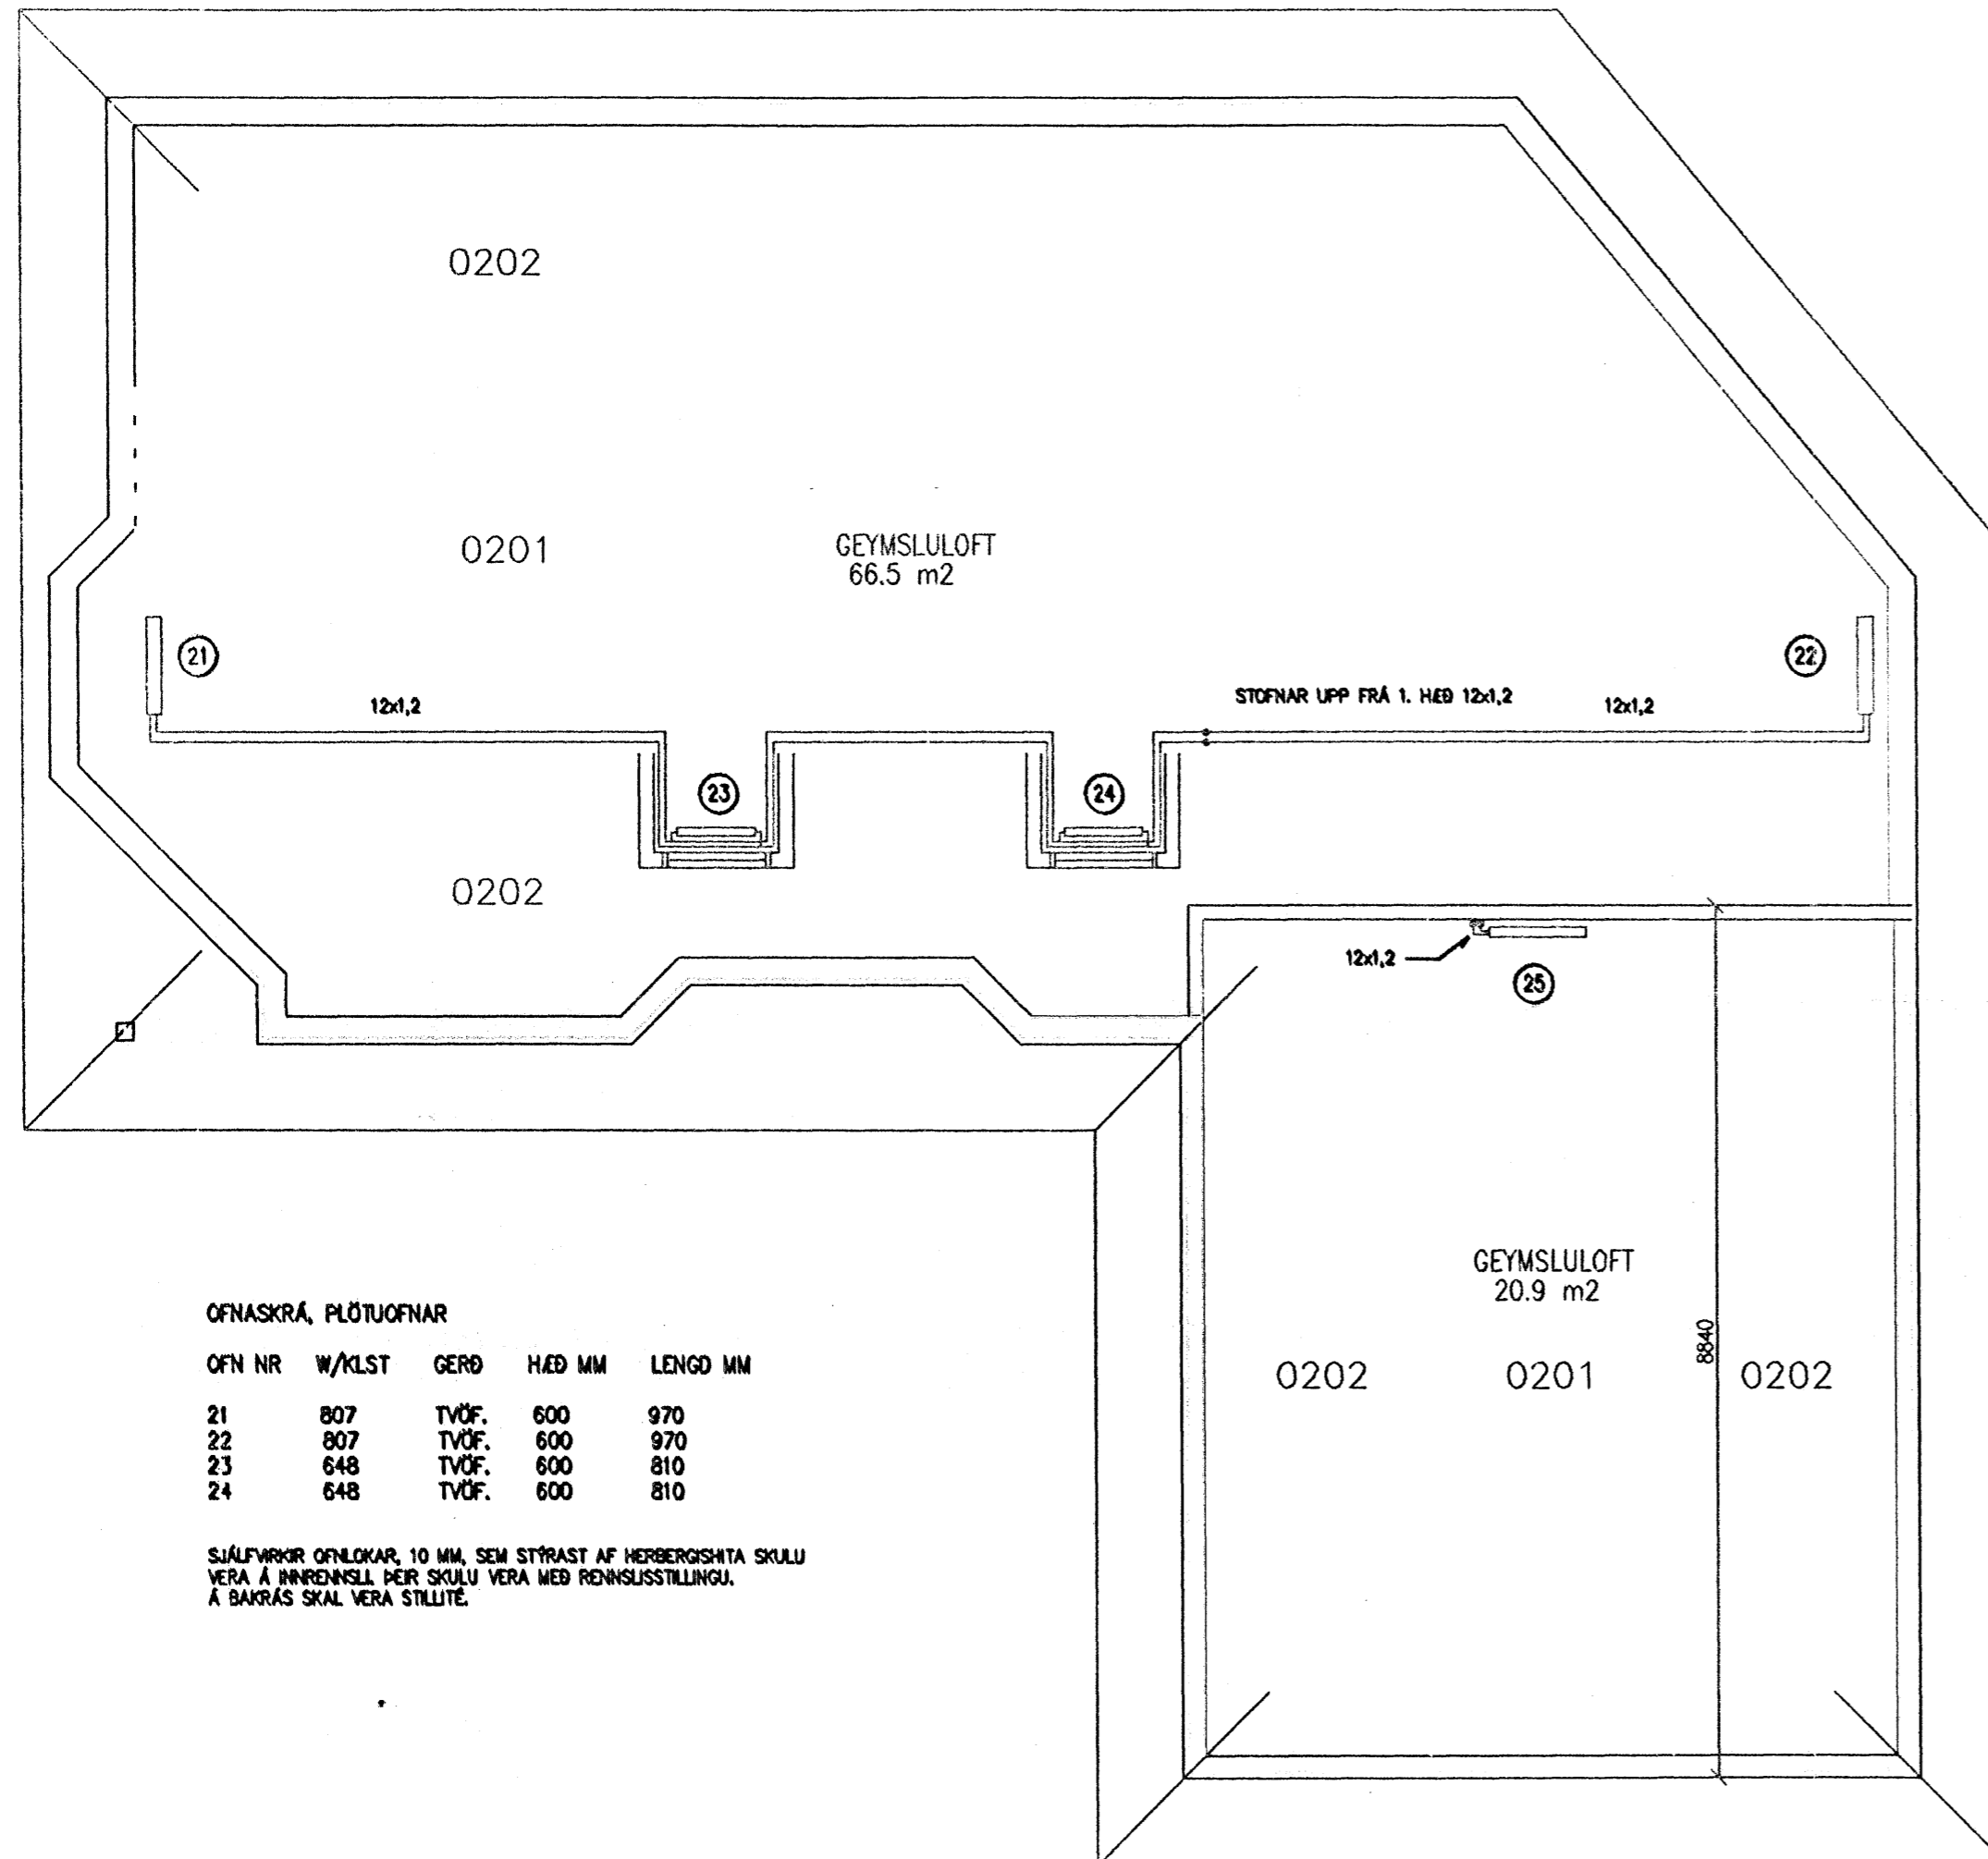 0202
0201
GEYMSLULOFT
66.5 m2
21
22
12x1,2
STOFNAR UPP FRÁ 1. HÆÐ 12x1,2
12x1,2
23
24
0202
12x1,2
25
GEYMSLULOFT
20.9 m2
8840
0202
0201
0202
OFNASKRÁ, PLÖTUOFNAR
OFN NR W/KLST GERÐ HÆÐ MM LENGD MM
21 807 TVÖF. 600 970
22 807 TVÖF. 600 970
23 648 TVÖF. 600 810
24 648 TVÖF. 600 810
SJÁLFVIRKIR OFNLOKAR, 10 MM, SEM STÝRAST AF HERBERGISHITA SKULU
VERA Á INNRENNSLI. ÞEIR SKULU VERA MEÐ RENNSLISSTILLINGU.
Á BAKRÁS SKAL VERA STILLITÉ.